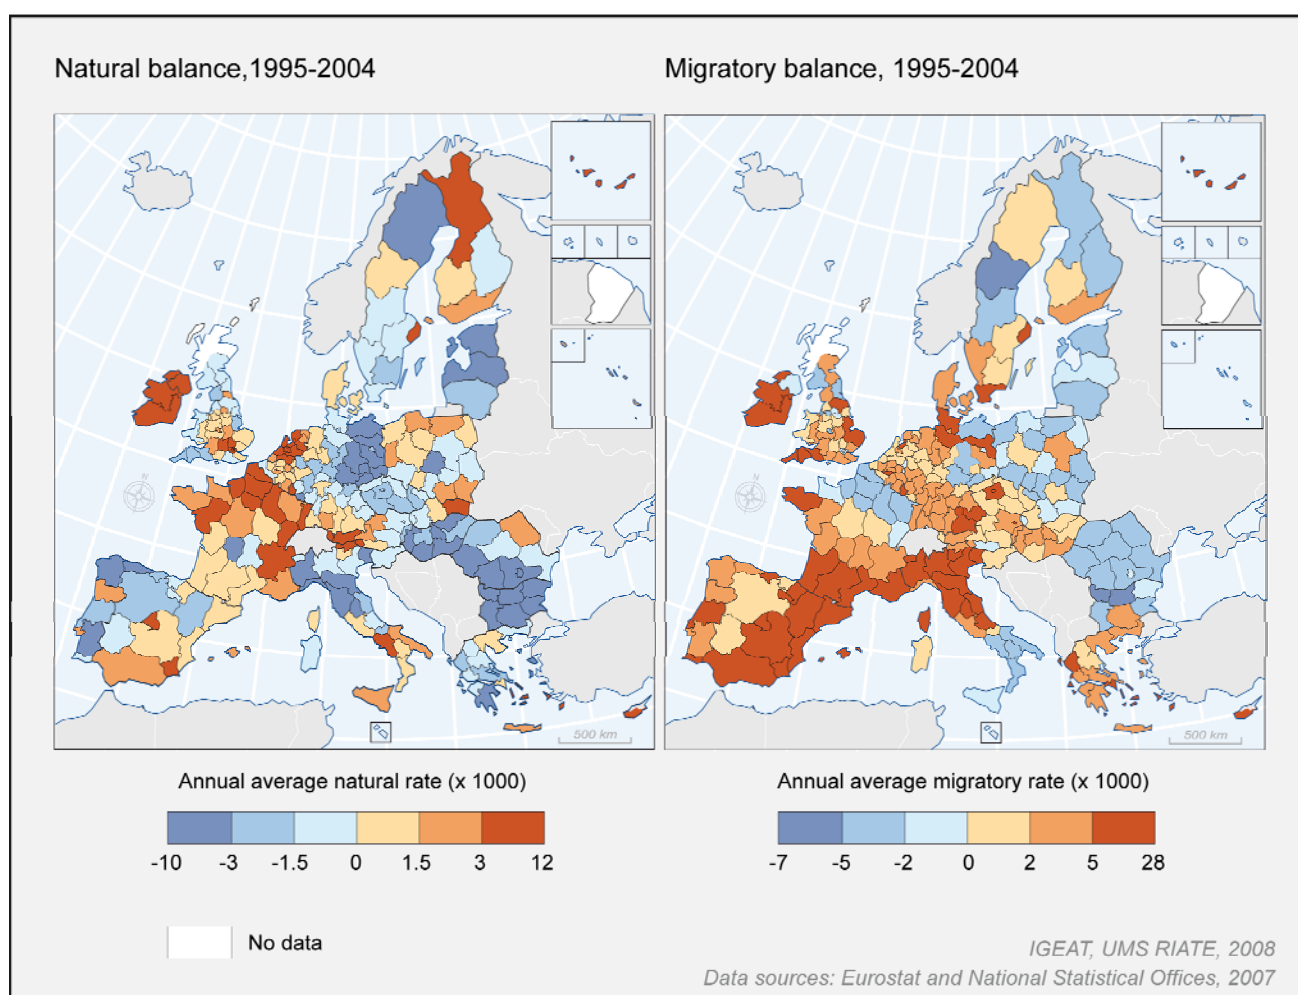 Natural balance,1995-2004
Migratory balance, 1995-2004
N
500 km
N
500 km
Annual average natural rate (x 1000)
-10 -3 -1.5 0 1.5 3 12
Annual average migratory rate (x 1000)
-7 -5 -2 0 2 5 28
No data
IGEAT, UMS RIATE, 2008
Data sources: Eurostat and National Statistical Offices, 2007